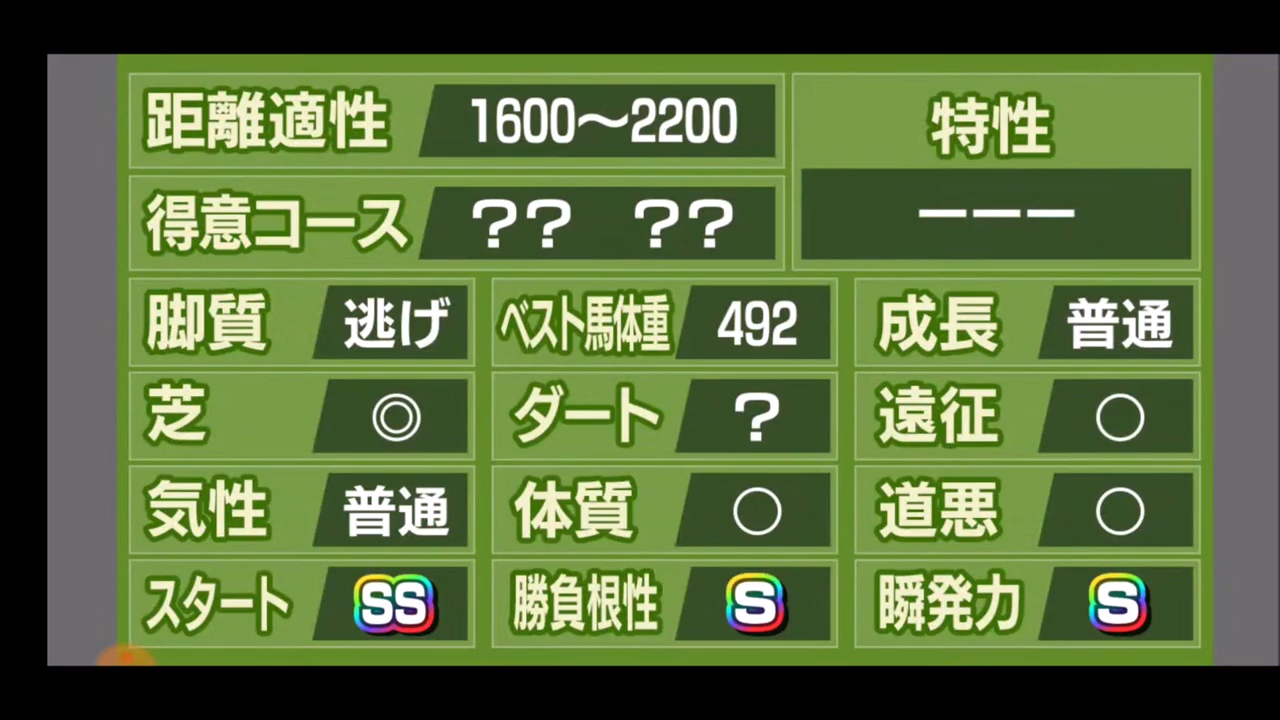 距離適性 1600〜2200 特性
ーーー
得意コース ?? ??
脚質 逃げ ベスト馬体重 492 成長 普通
芝 ◎ ダート ? 遠征 ○
気性 普通 体質 ○ 道悪 ○
スタート SS 勝負根性 S 瞬発力 S